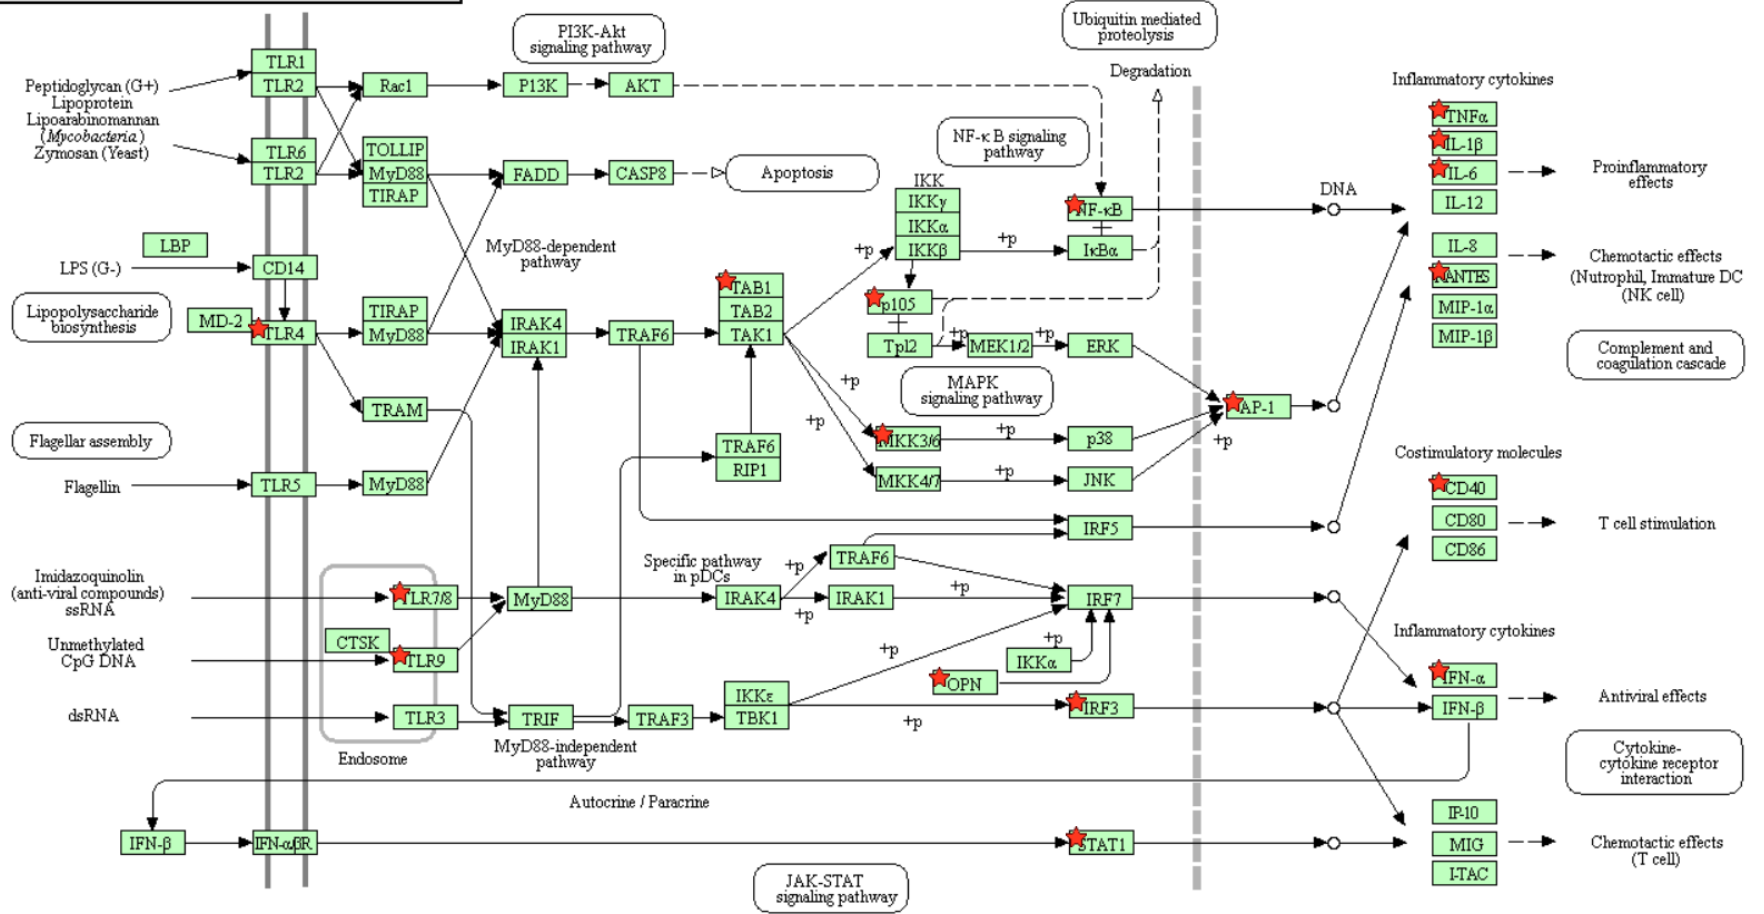 PI3K-Akt
signaling pathway
Ubiquitin mediated
proteolysis
Degradation
Inflammatory cytokines
TLR1
TLR2
Rac1
P13K
AKT
Peptidoglycan (G+)
Lipoprotein
Lipoarabinomannan
(Mycobacteria)
Zymosan (Yeast)
TNFα
IL-1β
IL-6
IL-12
Proinflammatory
effects
NF-κ B signaling
pathway
TLR6
TLR2
TOLLIP
MyD88
TIRAP
FADD
CASP8
Apoptosis
IKK
IKKγ
IKKα
IKKβ
NF-κB
IκBα
DNA
+p
+p
LBP
LPS (G-)
CD14
MyD88-dependent
pathway
IL-8
RANTES
MIP-1α
MIP-1β
Chemotactic effects
(Nutrophil, Immature DC
(NK cell)
Lipopolysaccharide
biosynthesis
MD-2
TLR4
TIRAP
MyD88
IRAK4
IRAK1
TRAF6
TAB1
TAB2
TAK1
p105
Tpl2
+p
MEK1/2
+p
ERK
Complement and
coagulation cascade
MAPK
signaling pathway
+p
+p
TRAM
AP-1
Flagellar assembly
TRAF6
RIP1
MKK3/6
+p
p38
+p
MKK4/7
+p
JNK
Costimulatory molecules
CD40
CD80
CD86
T cell stimulation
Flagellin
TLR5
MyD88
IRF5
Specific pathway
in pDCs
TRAF6
+p
Imidazoquinolin
(anti-viral compounds)
ssRNA
TLR7/8
MyD88
IRAK4
+p
IRAK1
+p
IRF7
Unmethylated
CpG DNA
CTSK
TLR9
+p
+p
IKKα
OPN
Inflammatory cytokines
IFN-α
IFN-β
Antiviral effects
dsRNA
TLR3
TRIF
TRAF3
IKKε
TBK1
+p
IRF3
Endosome
MyD88-independent
pathway
Cytokine-
cytokine receptor
interaction
Autocrine / Paracrine
IFN-β
IFN-αβR
STAT1
IP-10
MIG
I-TAC
Chemotactic effects
(T cell)
JAK-STAT
signaling pathway